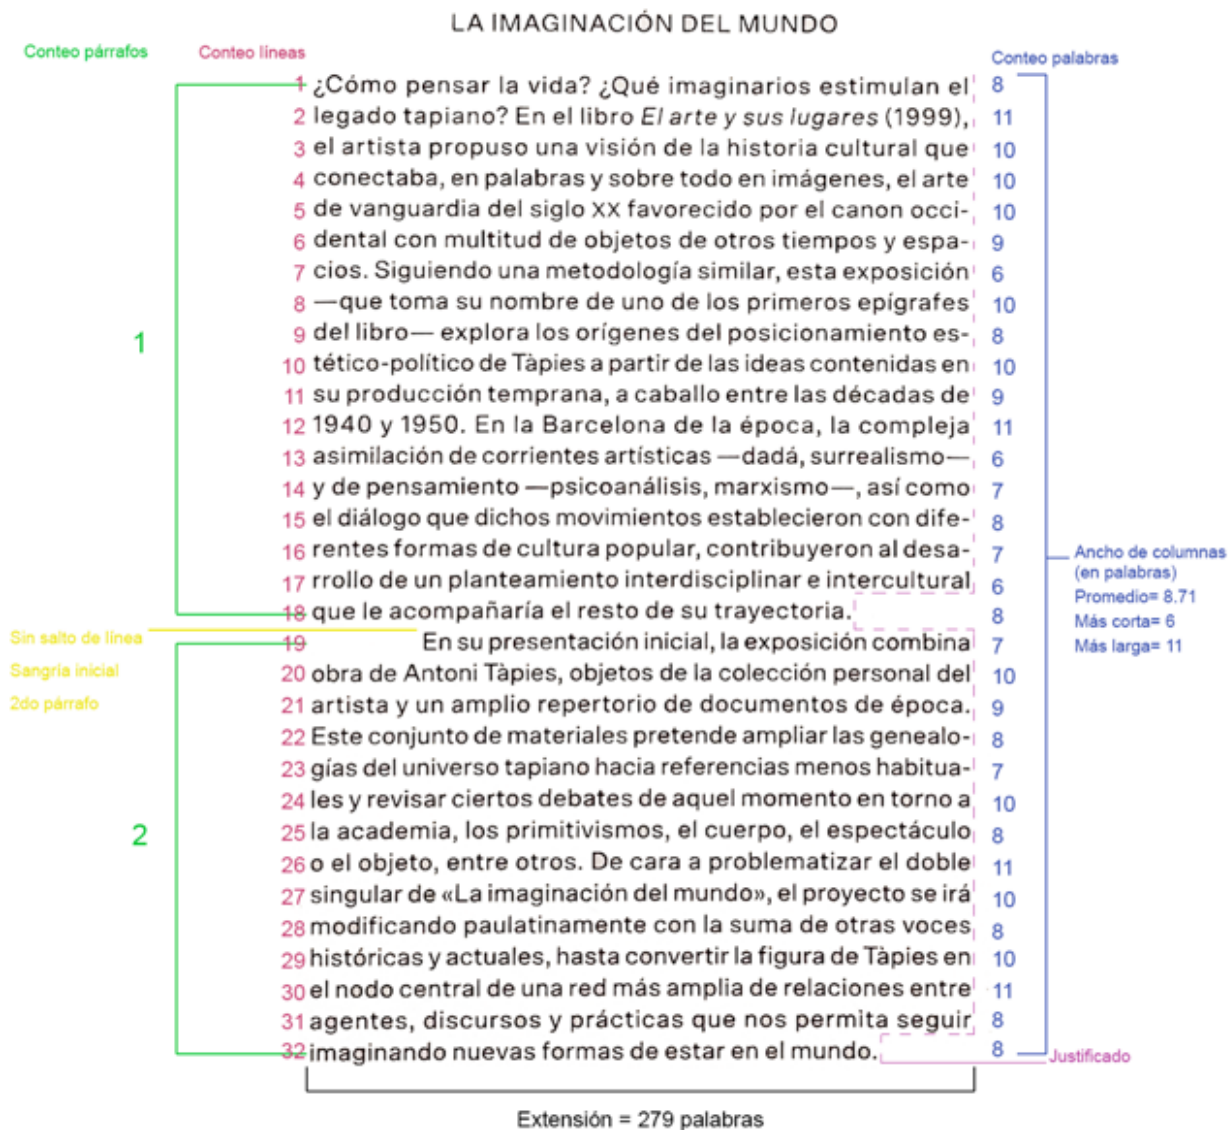 LA IMAGINACIÓN DEL MUNDO
Conteo párrafos
Conteo líneas
Conteo palabras
1 ¿Cómo pensar la vida? ¿Qué imaginarios estimulan el 8
2 legado tapiano? En el libro El arte y sus lugares (1999), 11
3 el artista propuso una visión de la historia cultural que 10
4 conectaba, en palabras y sobre todo en imágenes, el arte 10
5 de vanguardia del siglo XX favorecido por el canon occi- 10
6 dental con multitud de objetos de otros tiempos y espa- 9
7 cios. Siguiendo una metodología similar, esta exposición 6
8 —que toma su nombre de uno de los primeros epígrafes 10
9 del libro— explora los orígenes del posicionamiento es- 8
10 tético-político de Tàpies a partir de las ideas contenidas en 10
11 su producción temprana, a caballo entre las décadas de 9
12 1940 y 1950. En la Barcelona de la época, la compleja 11
13 asimilación de corrientes artísticas —dadá, surrealismo— 6
14 y de pensamiento —psicoanálisis, marxismo—, así como 7
15 el diálogo que dichos movimientos establecieron con dife- 8
16 rentes formas de cultura popular, contribuyeron al desa- 7
17 rrollo de un planteamiento interdisciplinar e intercultural 6
18 que le acompañaría el resto de su trayectoria. 8
1
19 En su presentación inicial, la exposición combina 7
20 obra de Antoni Tàpies, objetos de la colección personal del 10
21 artista y un amplio repertorio de documentos de época. 9
22 Este conjunto de materiales pretende ampliar las genealo- 8
23 gías del universo tapiano hacia referencias menos habitua- 7
24 les y revisar ciertos debates de aquel momento en torno a 10
25 la academia, los primitivismos, el cuerpo, el espectáculo 8
26 o el objeto, entre otros. De cara a problematizar el doble 11
27 singular de «La imaginación del mundo», el proyecto se irá 10
28 modificando paulatinamente con la suma de otras voces 8
29 históricas y actuales, hasta convertir la figura de Tàpies en 10
30 el nodo central de una red más amplia de relaciones entre 11
31 agentes, discursos y prácticas que nos permita seguir 8
32 imaginando nuevas formas de estar en el mundo. 8
2
Sin salto de línea
Sangría inicial
2do párrafo
Ancho de columnas
(en palabras)
Promedio= 8.71
Más corta= 6
Más larga= 11
Justificado
Extensión = 279 palabras